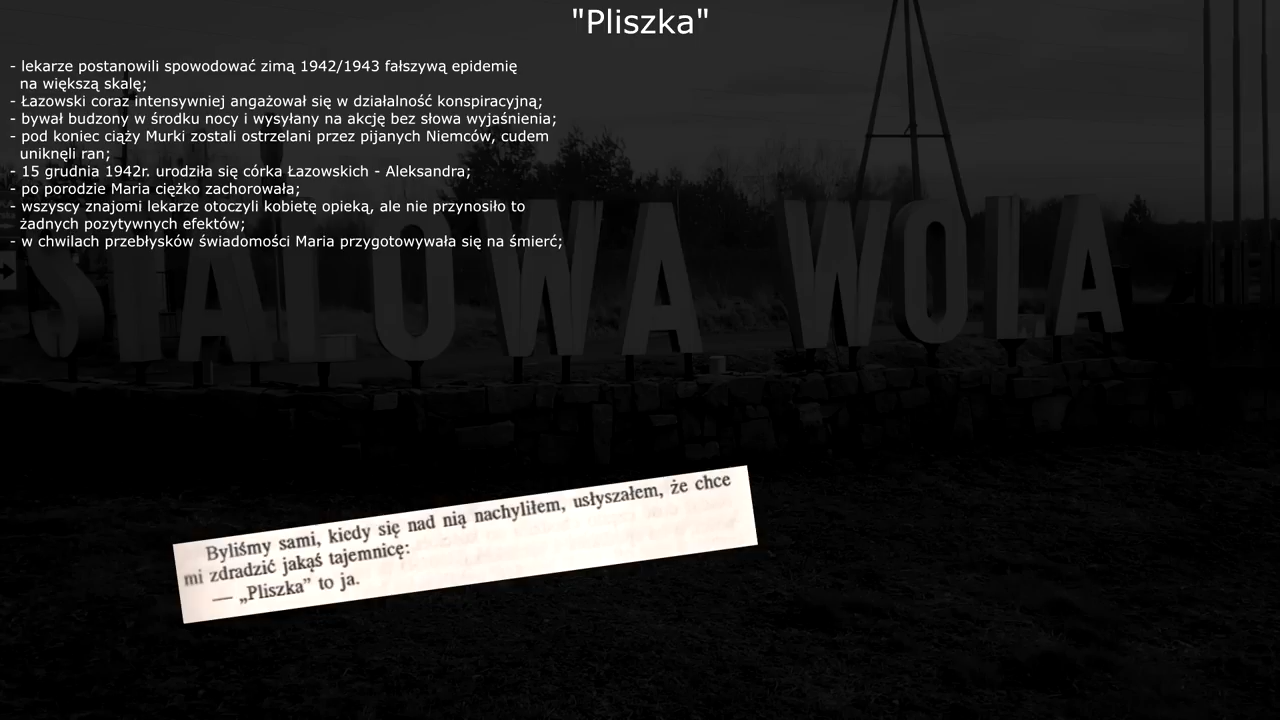 "Pliszka"
- lekarze postanowili spowodować zimą 1942/1943 fałszywą epidemię
na większą skalę;
- Łazowski coraz intensywniej angażował się w działalność konspiracyjną;
- bywał budzony w środku nocy i wysyłany na akcję bez słowa wyjaśnienia;
- pod koniec ciąży Murki zostali ostrzelani przez pijanych Niemców, cudem
uniknęli ran;
- 15 grudnia 1942r. urodziła się córka Łazowskich - Aleksandra;
- po porodzie Maria ciężko zachorowała;
- wszyscy znajomi lekarze otoczyli kobietę opieką, ale nie przynosiło to
żadnych pozytywnych efektów;
- w chwilach przebłysków świadomości Maria przygotowywała się na śmierć;
STALOWA WOLA
Byliśmy sami, kiedy się nad nią nachyliłem, usłyszałem, że chce
mi zdradzić jakąś tajemnicę:
— „Pliszka” to ja.